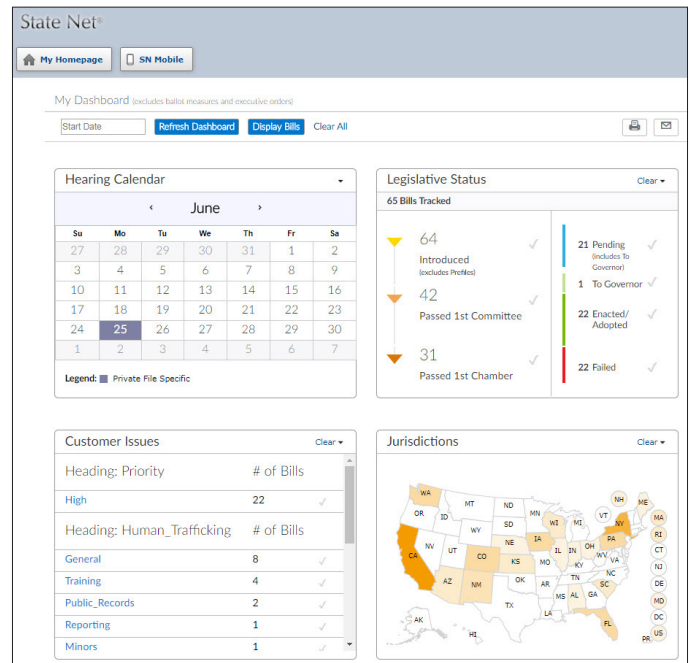 State Net®
My Homepage
SN Mobile
My Dashboard (excludes ballot measures and executive orders)
Start Date
Refresh Dashboard
Display Bills
Clear All
Hearing Calendar
‹ June ›
Su Mo Tu We Th Fr Sa
27 28 29 30 31 1 2
3 4 5 6 7 8 9
10 11 12 13 14 15 16
17 18 19 20 21 22 23
24 25 26 27 28 29 30
1 2 3 4 5 6 7
Legend: Private File Specific
Legislative Status
Clear
65 Bills Tracked
64
Introduced
(excludes Prefiles)
42
Passed 1st Committee
31
Passed 1st Chamber
21 Pending
(includes To
Governor)
1 To Governor
22 Enacted/
Adopted
22 Failed
Customer Issues
Clear
Heading: Priority # of Bills
High 22
Heading: Human_Trafficking # of Bills
General 8
Training 4
Public_Records 2
Reporting 1
Minors 1
Jurisdictions
Clear
WA
MT
ND
MN
OR
ID
SD
WI
MI
VT
NH
ME
NY
MA
WY
NE
IA
PA
RI
NV
UT
CO
KS
MO
IL
IN
OH
WV
VA
CT
CA
KY
NJ
AZ
NM
OK
AR
TN
NC
SC
DE
MS
AL
GA
MD
TX
LA
FL
DC
AK
HI
PR
US